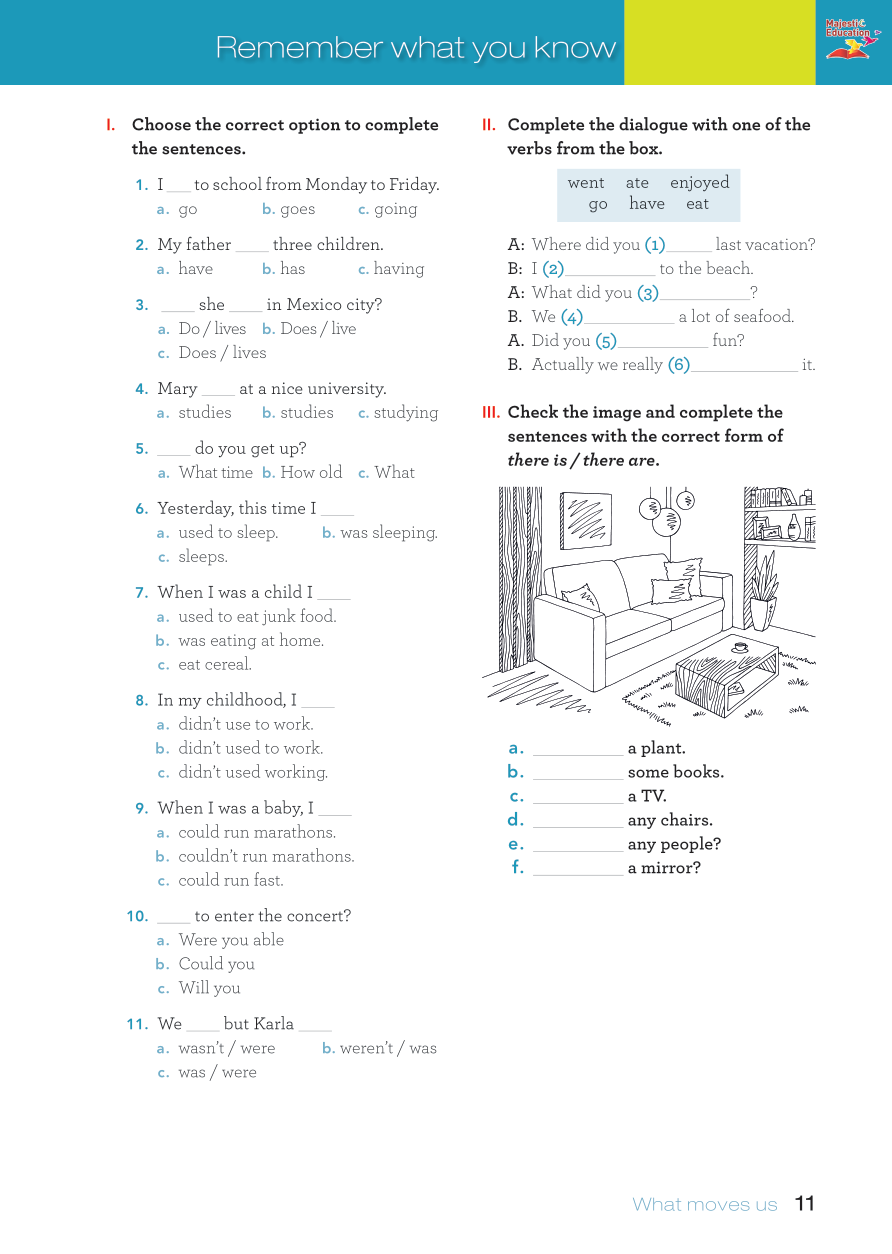 Remember what you know
Majestic
Education
I. Choose the correct option to complete
the sentences.
1. I ___ to school from Monday to Friday.
a. go b. goes c. going
2. My father ____ three children.
a. have b. has c. having
3. ____ she ____ in Mexico city?
a. Do / lives b. Does / live
c. Does / lives
4. Mary ____ at a nice university.
a. studies b. studies c. studying
5. ____ do you get up?
a. What time b. How old c. What
6. Yesterday, this time I ____
a. used to sleep. b. was sleeping.
c. sleeps.
7. When I was a child I ____
a. used to eat junk food.
b. was eating at home.
c. eat cereal.
8. In my childhood, I ____
a. didn't use to work.
b. didn't used to work.
c. didn't used working.
9. When I was a baby, I ____
a. could run marathons.
b. couldn't run marathons.
c. could run fast.
10. ____ to enter the concert?
a. Were you able
b. Could you
c. Will you
11. We ____ but Karla ____
a. wasn't / were b. weren't / was
c. was / were
II. Complete the dialogue with one of the
verbs from the box.
went ate enjoyed
go have eat
A: Where did you (1)_____ last vacation?
B: I (2)__________ to the beach.
A: What did you (3)__________?
B. We (4)__________ a lot of seafood.
A. Did you (5)__________ fun?
B. Actually we really (6)____________ it.
III. Check the image and complete the
sentences with the correct form of
there is / there are.
a. __________ a plant.
b. __________ some books.
c. __________ a TV.
d. __________ any chairs.
e. __________ any people?
f. __________ a mirror?
What moves us 11